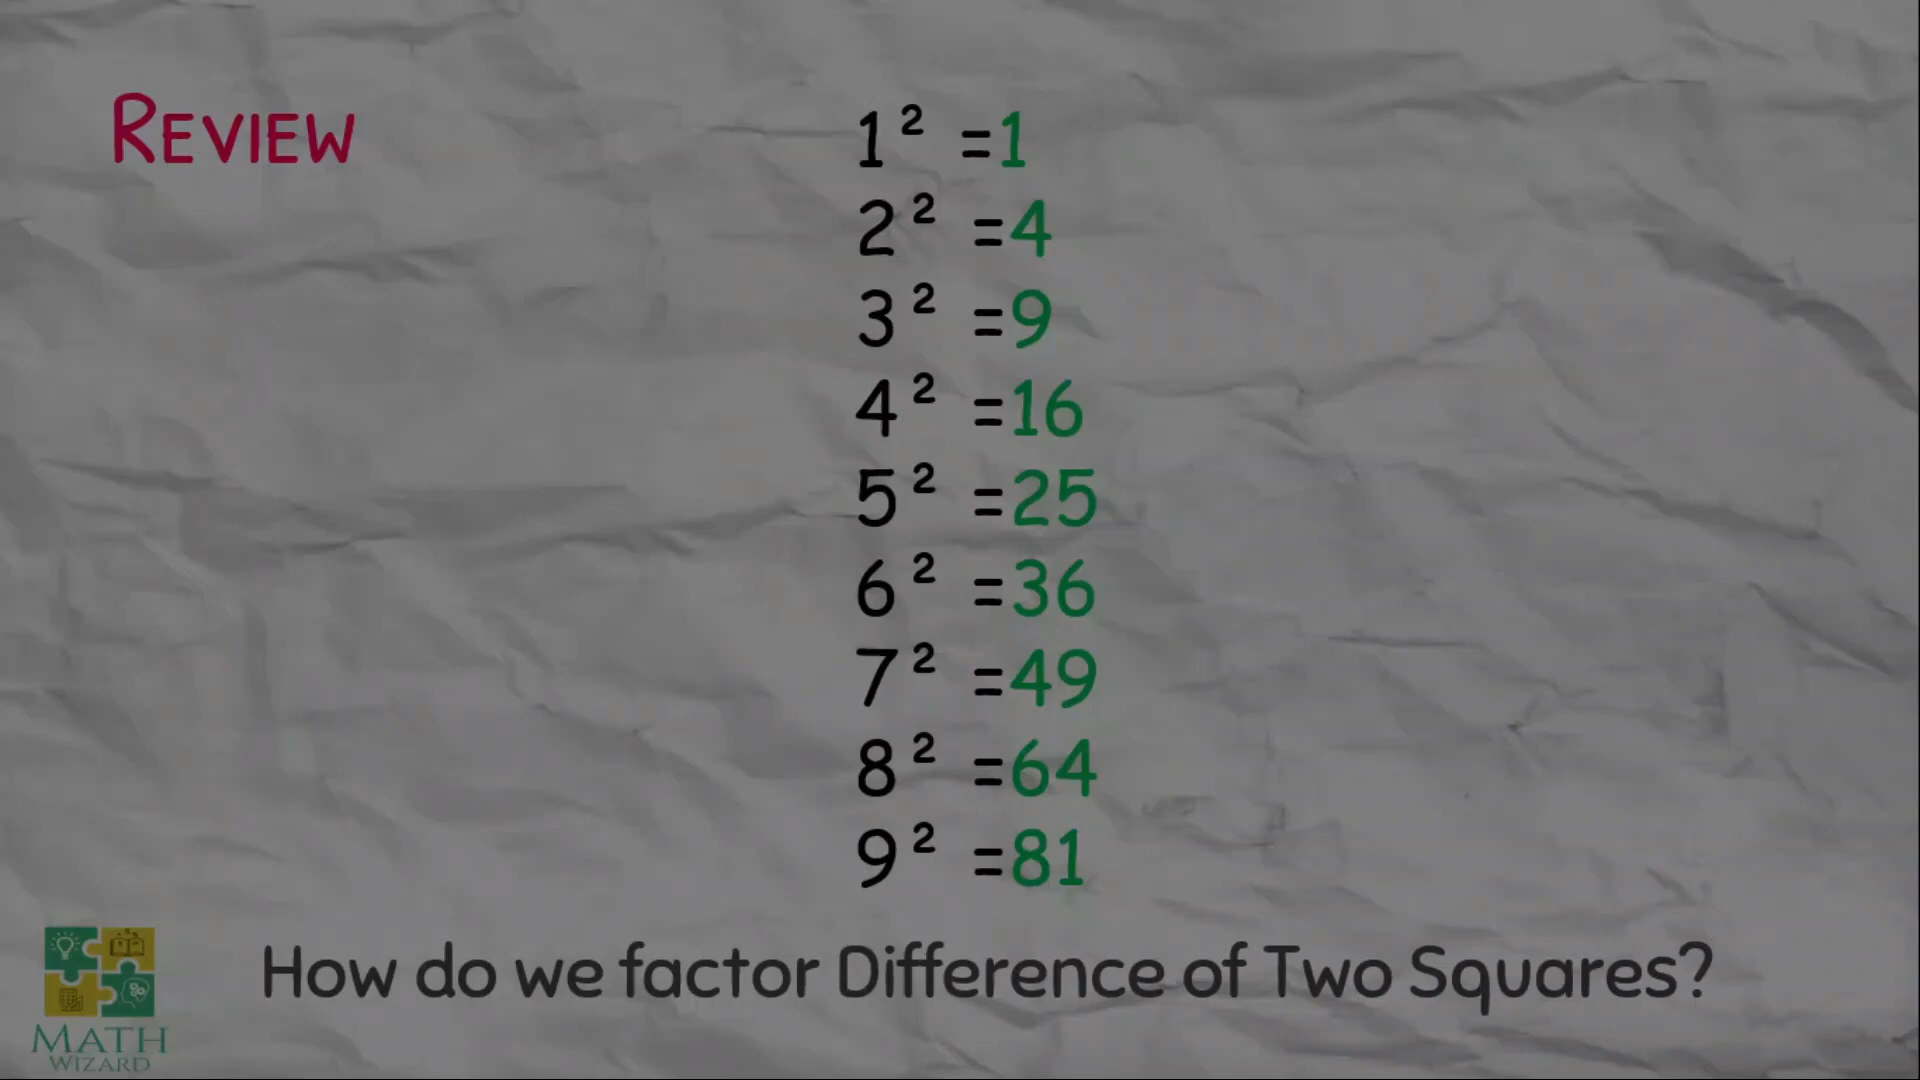 REVIEW
1² =1
2² =4
3² =9
4² =16
5² =25
6² =36
7² =49
8² =64
9² =81
How do we factor Difference of Two Squares?
MATH
WIZARD